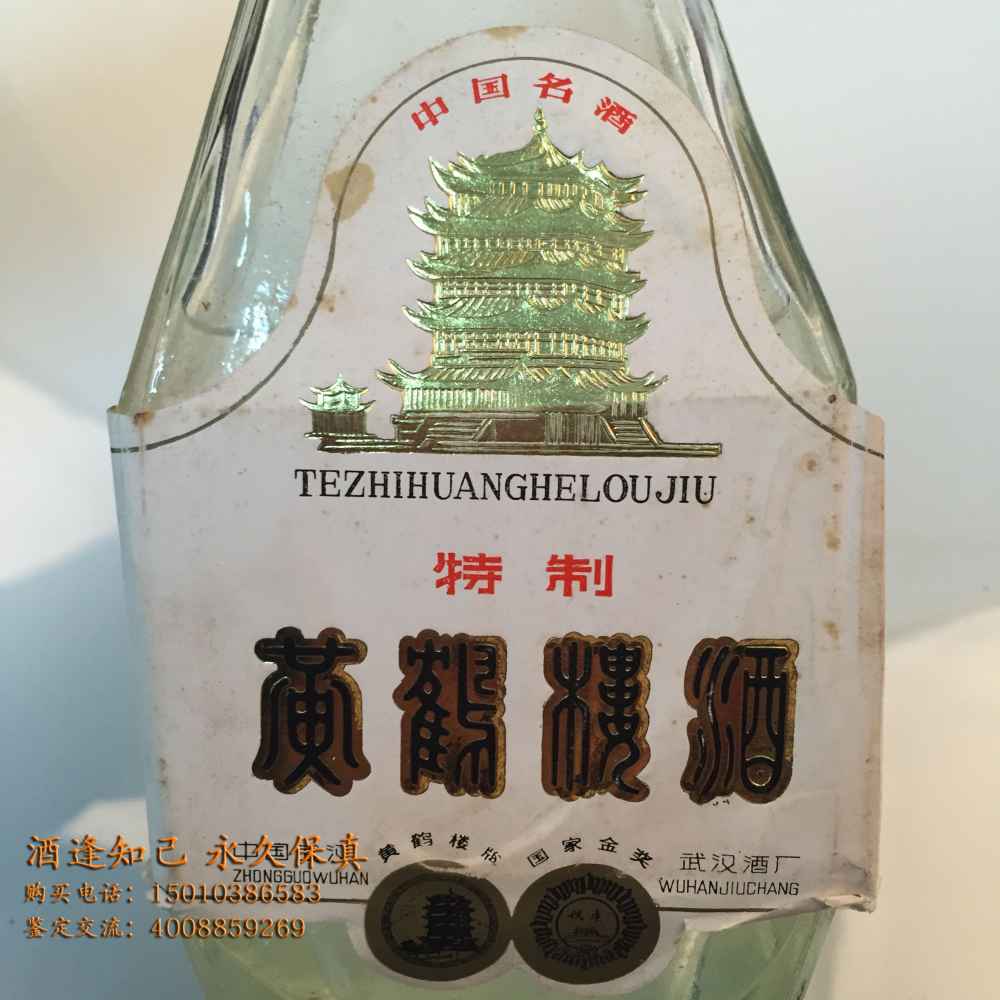 中国名酒
TEZHIHUANGHELOUJIU
特制
黄鹤楼酒
中国武汉 黄鹤楼牌 国家金奖 武汉酒厂
ZHONGGUOWUHAN WUHANJIUCHANG
酒逢知己 永久保滇
购买电话：15010386583
鉴定交流：4008859269